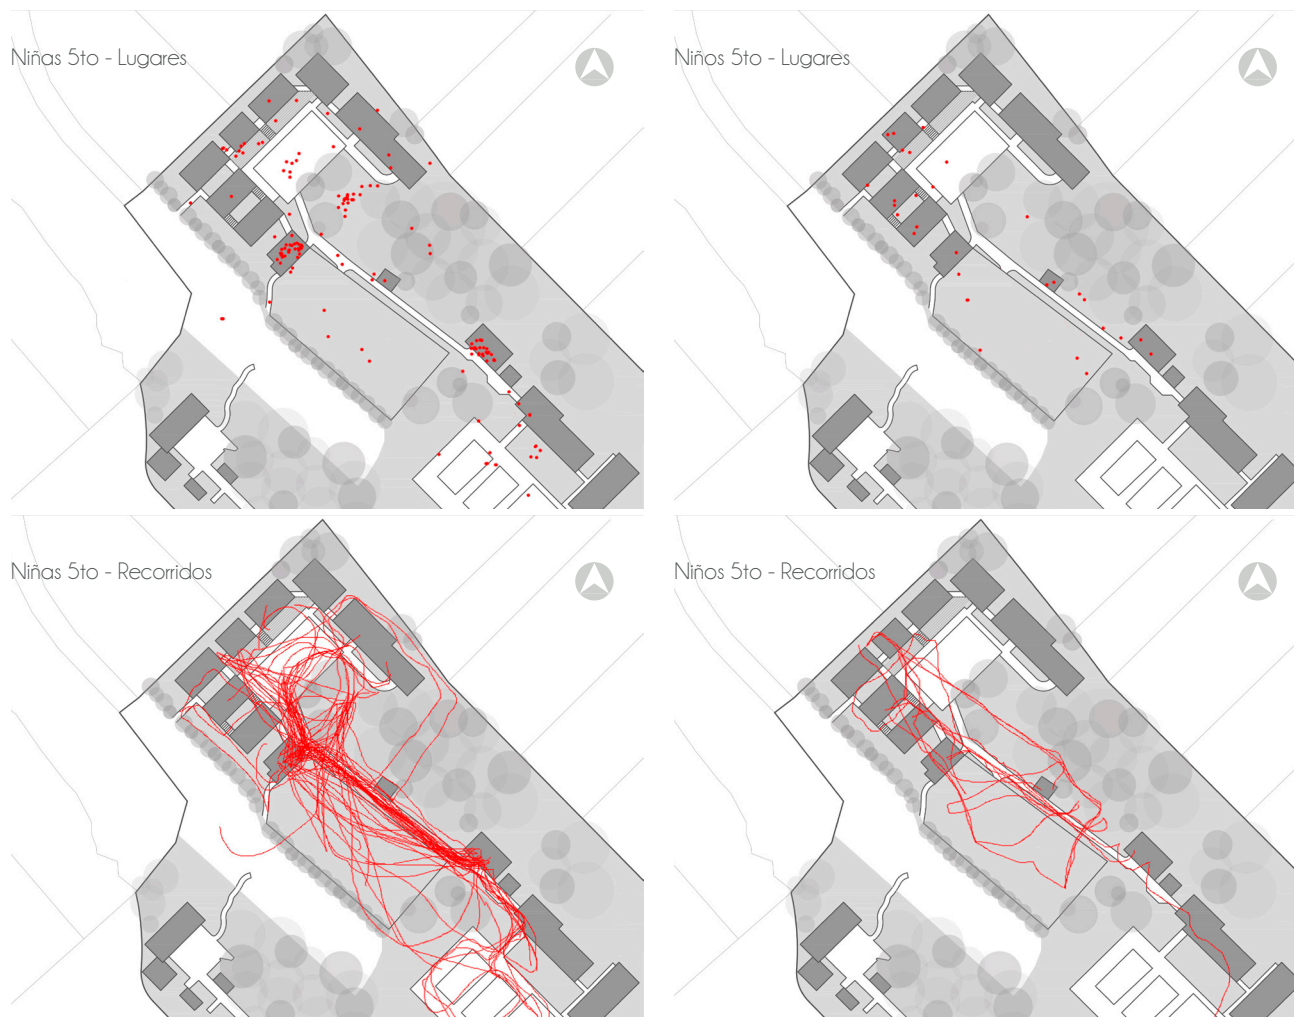 Niñas 5to - Lugares
Niños 5to - Lugares
Niñas 5to - Recorridos
Niños 5to - Recorridos